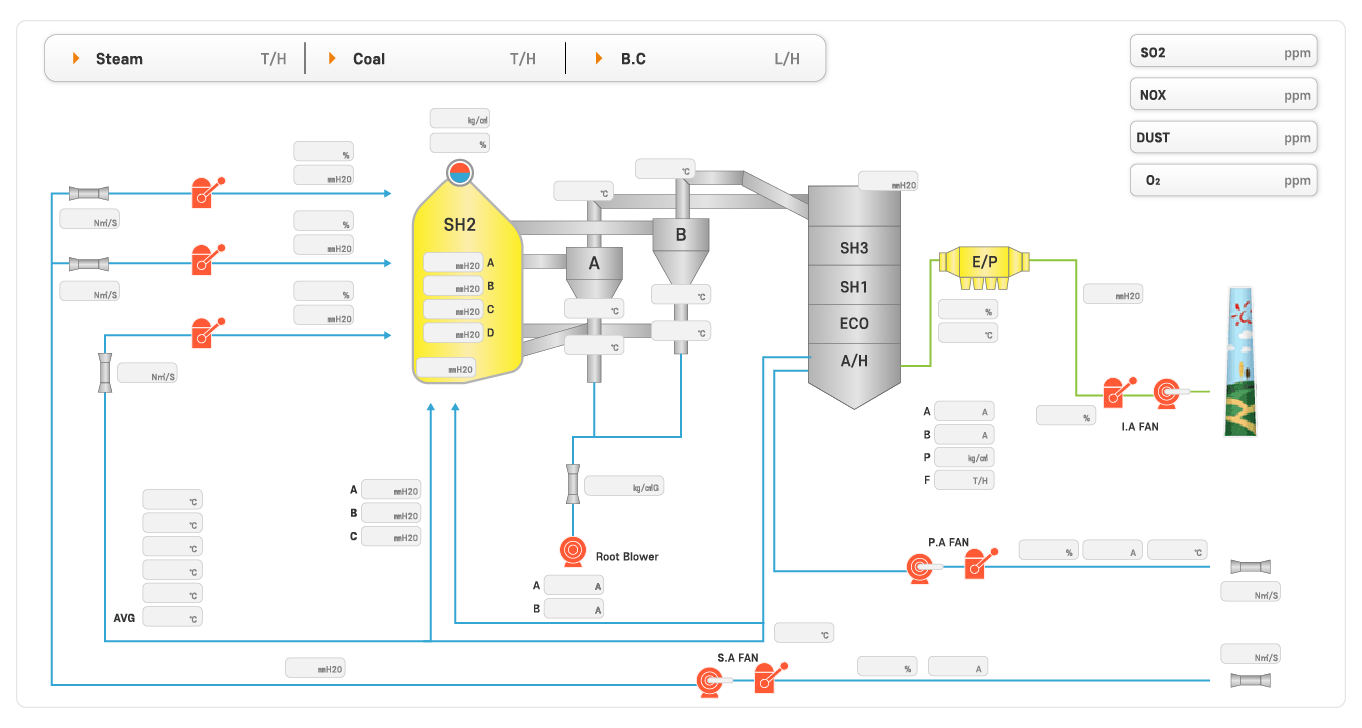 Steam T/H
Coal T/H
B.C L/H
SO2 ppm
NOX ppm
DUST ppm
O₂ ppm
kg/㎠
%
%
mmH2O
N㎥/S
%
mmH2O
N㎥/S
%
mmH2O
N㎥/S
SH2
mmH2O A
mmH2O B
mmH2O C
mmH2O D
mmH2O
℃
℃
A
B
℃
℃
℃
℃
mmH2O
SH3
SH1
ECO
A/H
E/P
%
℃
mmH2O
%
I.A FAN
A A
B A
P kg/㎠
F T/H
A mmH2O
B mmH2O
C mmH2O
℃
℃
℃
℃
℃
AVG ℃
kg/㎠G
Root Blower
A A
B A
P.A FAN
% A ℃
N㎥/S
℃
mmH2O
S.A FAN
% A
N㎥/S